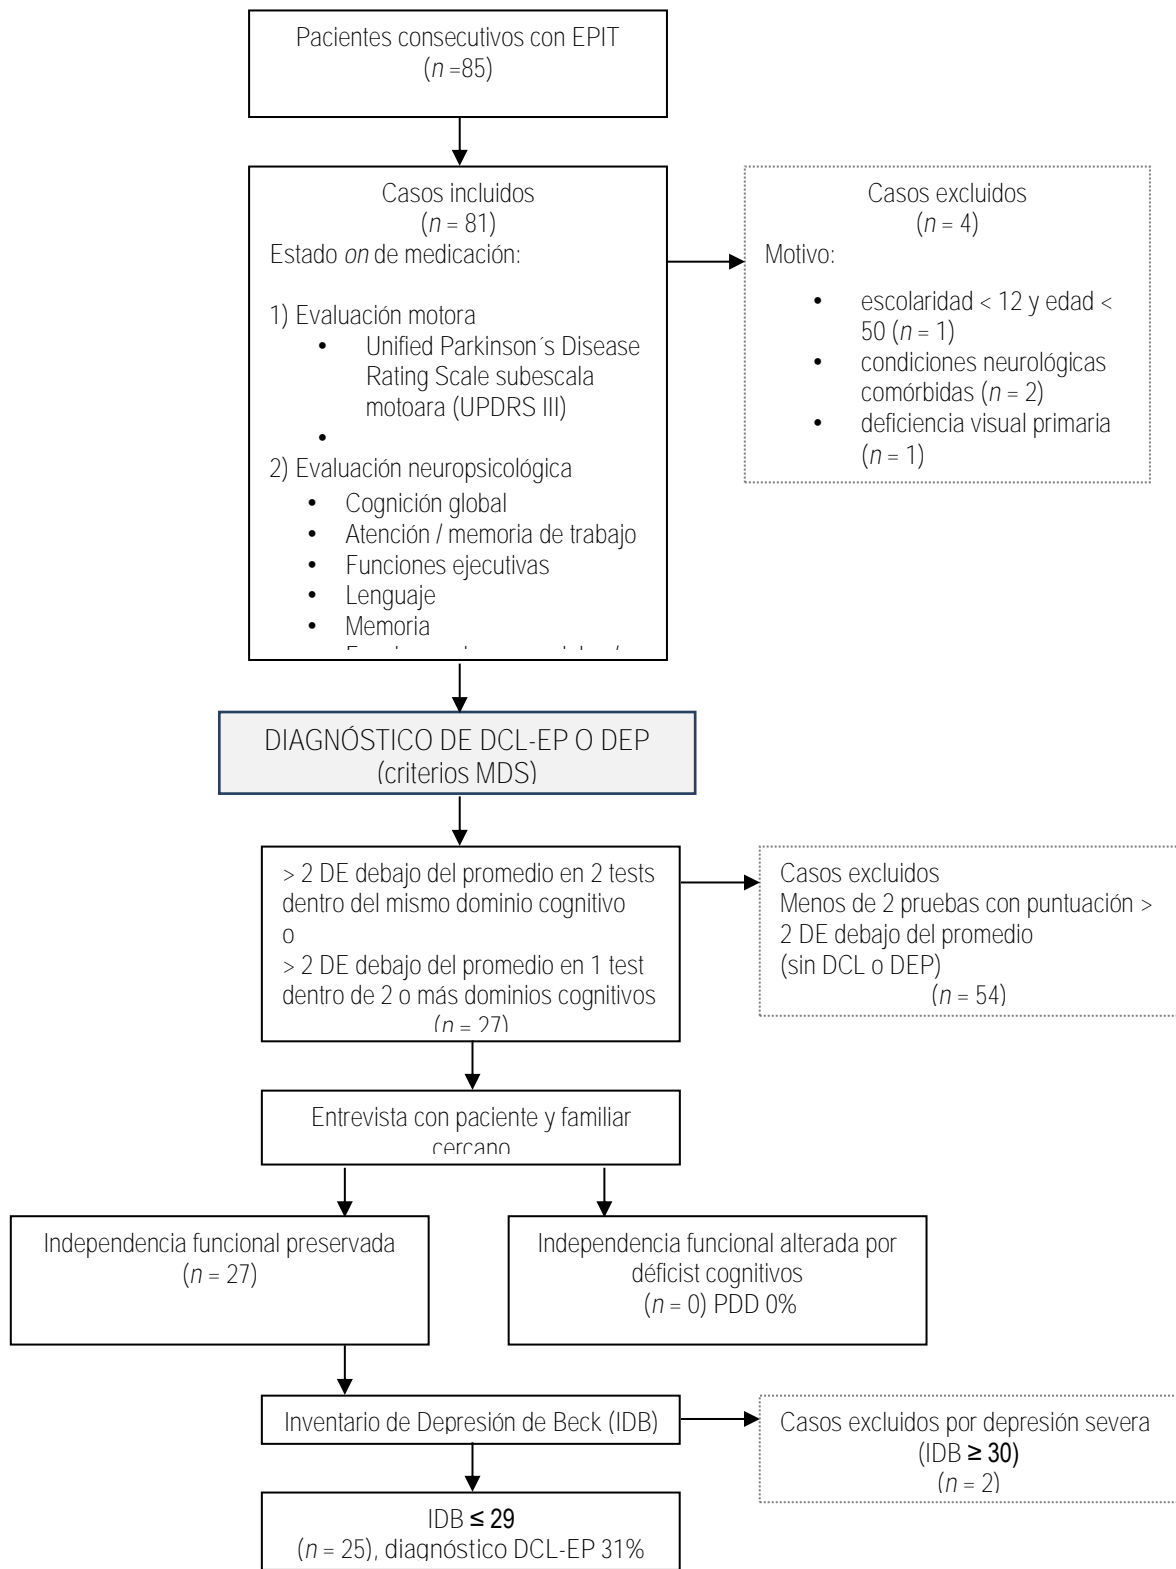 Pacientes consecutivos con EPIT
(n =85)
Casos incluidos
(n = 81)
Estado on de medicación:
1) Evaluación motora
• Unified Parkinson´s Disease
Rating Scale subescala
motoara (UPDRS III)
•
2) Evaluación neuropsicológica
• Cognición global
• Atención / memoria de trabajo
• Funciones ejecutivas
• Lenguaje
• Memoria
Casos excluidos
(n = 4)
Motivo:
• escolaridad < 12 y edad <
50 (n = 1)
• condiciones neurológicas
comórbidas (n = 2)
• deficiencia visual primaria
(n = 1)
DIAGNÓSTICO DE DCL-EP O DEP
(criterios MDS)
> 2 DE debajo del promedio en 2 tests
dentro del mismo dominio cognitivo
o
> 2 DE debajo del promedio en 1 test
dentro de 2 o más dominios cognitivos
(n = 27)
Casos excluidos
Menos de 2 pruebas con puntuación >
2 DE debajo del promedio
(sin DCL o DEP)
(n = 54)
Entrevista con paciente y familiar
cercano
Independencia funcional preservada
(n = 27)
Independencia funcional alterada por
déficist cognitivos
(n = 0) PDD 0%
Inventario de Depresión de Beck (IDB)
Casos excluidos por depresión severa
(IDB ≥ 30)
(n = 2)
IDB ≤ 29
(n = 25), diagnóstico DCL-EP 31%